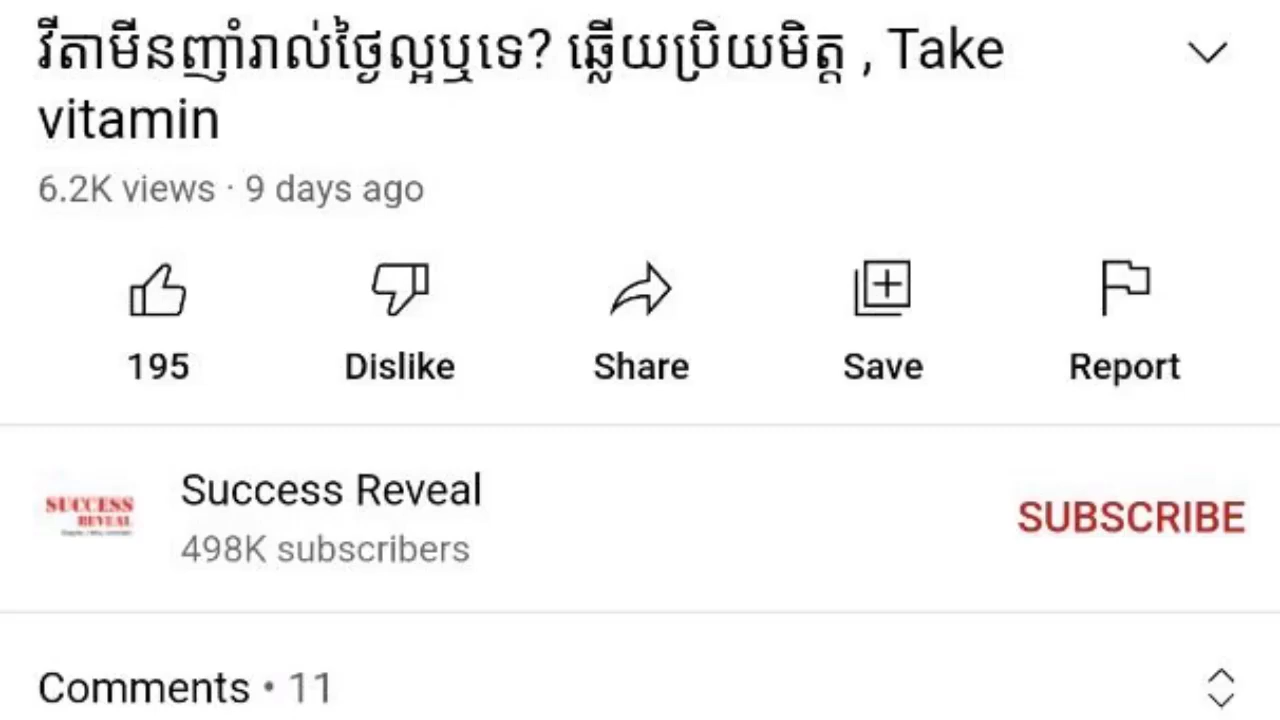 វីតាមីនញ៉ាំរាល់ថ្ងៃល្អឬទេ? ឆ្លើយប្រិយមិត្ត , Take
vitamin
6.2K views · 9 days ago
195 Dislike Share Save Report
SUCCESS
REVEAL
Success Reveal
498K subscribers
SUBSCRIBE
Comments • 11